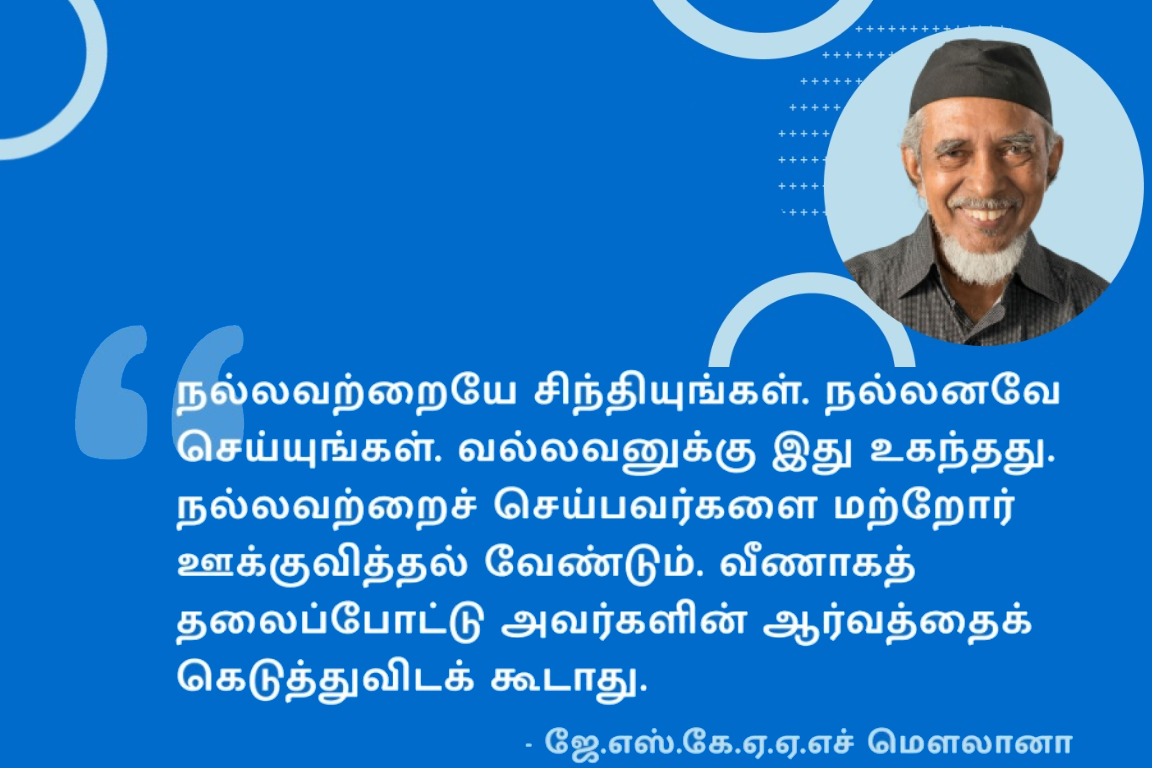 நல்லவற்றையே சிந்தியுங்கள். நல்லனவே
செய்யுங்கள். வல்லவனுக்கு இது உகந்தது.
நல்லவற்றைச் செய்பவர்களை மற்றோர்
ஊக்குவித்தல் வேண்டும். வீணாகத்
தலைப்போட்டு அவர்களின் ஆர்வத்தைக்
கெடுத்துவிடக் கூடாது.
- ஜே.எஸ்.கே.ஏ.ஏ.எச் மௌலானா